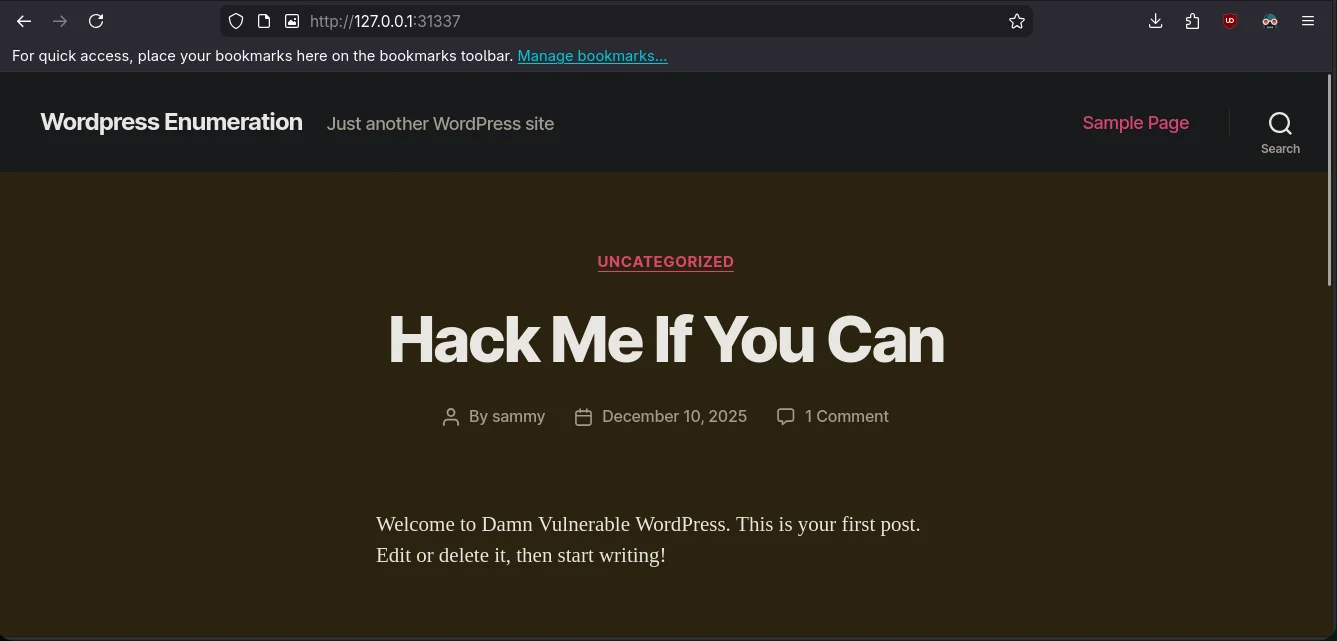 http://127.0.0.1:31337
For quick access, place your bookmarks here on the bookmarks toolbar. Manage bookmarks...
Wordpress Enumeration Just another WordPress site Sample Page
Search
UNCATEGORIZED
Hack Me If You Can
By sammy December 10, 2025 1 Comment
Welcome to Damn Vulnerable WordPress. This is your first post.
Edit or delete it, then start writing!